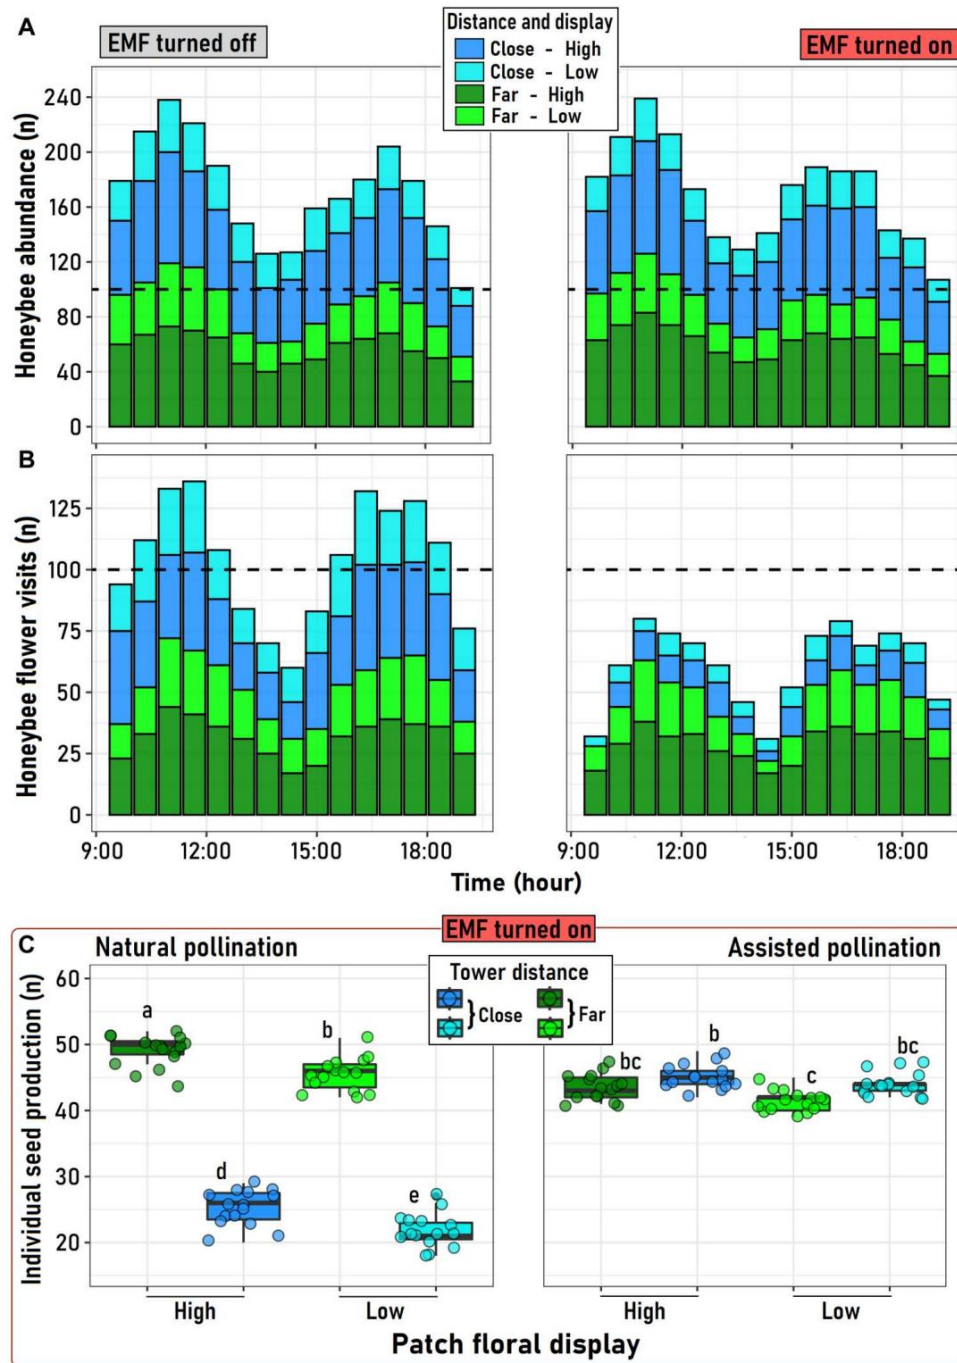 A
EMF turned off
Distance and display
Close - High
Close - Low
Far - High
Far - Low
EMF turned on
Honeybee abundance (n)
240
200
160
120
80
40
0
B
Honeybee flower visits (n)
125
100
75
50
25
0
9:00 12:00 15:00 18:00
9:00 12:00 15:00 18:00
Time (hour)
C
EMF turned on
Natural pollination
Assisted pollination
Tower distance
Close
Far
Individual seed production (n)
60
50
40
30
20
a
b
d
e
bc
b
c
bc
High Low
High Low
Patch floral display